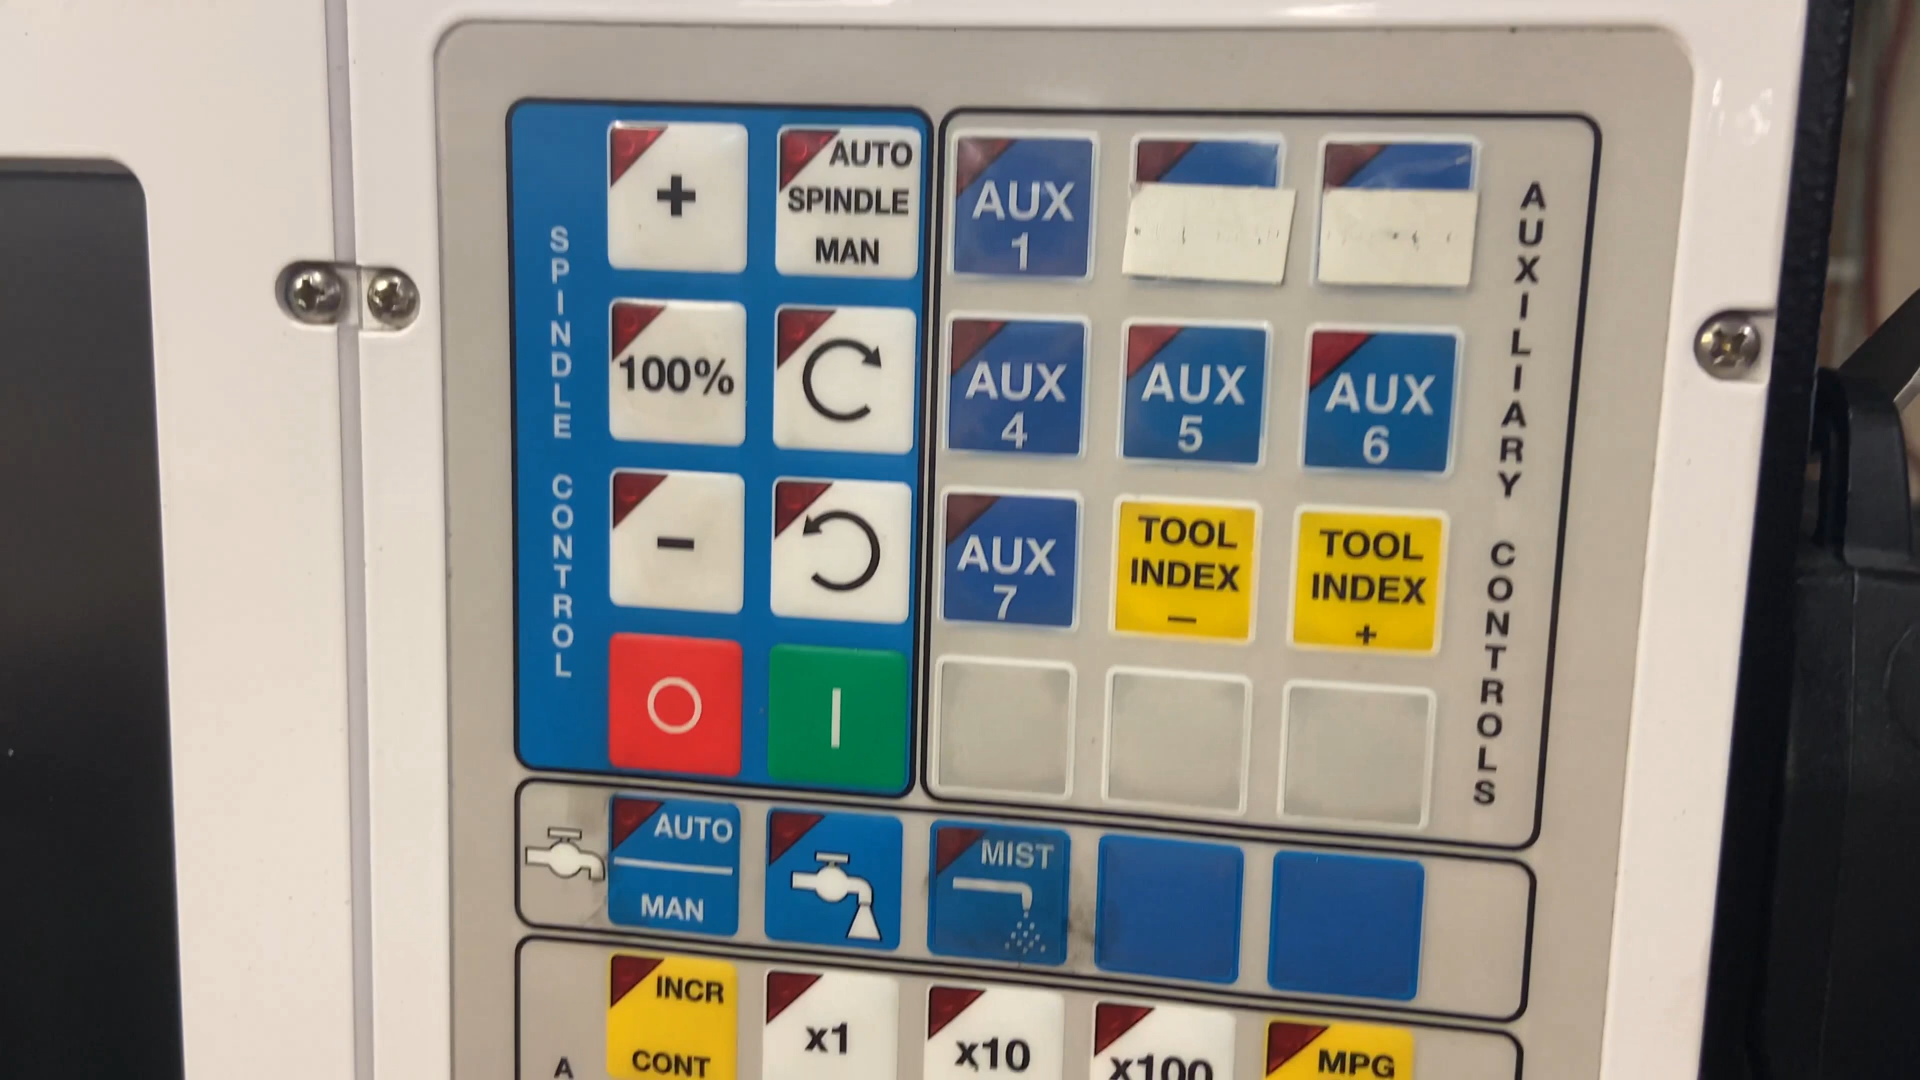 SPINDLE CONTROL
+
AUTO
SPINDLE
MAN
100%
-
AUX
1
AUX
4
AUX
5
AUX
6
AUX
7
TOOL
INDEX
-
TOOL
INDEX
+
AUXILIARY CONTROLS
AUTO
MAN
MIST
INCR
CONT
x1
x10
x100
MPG
A